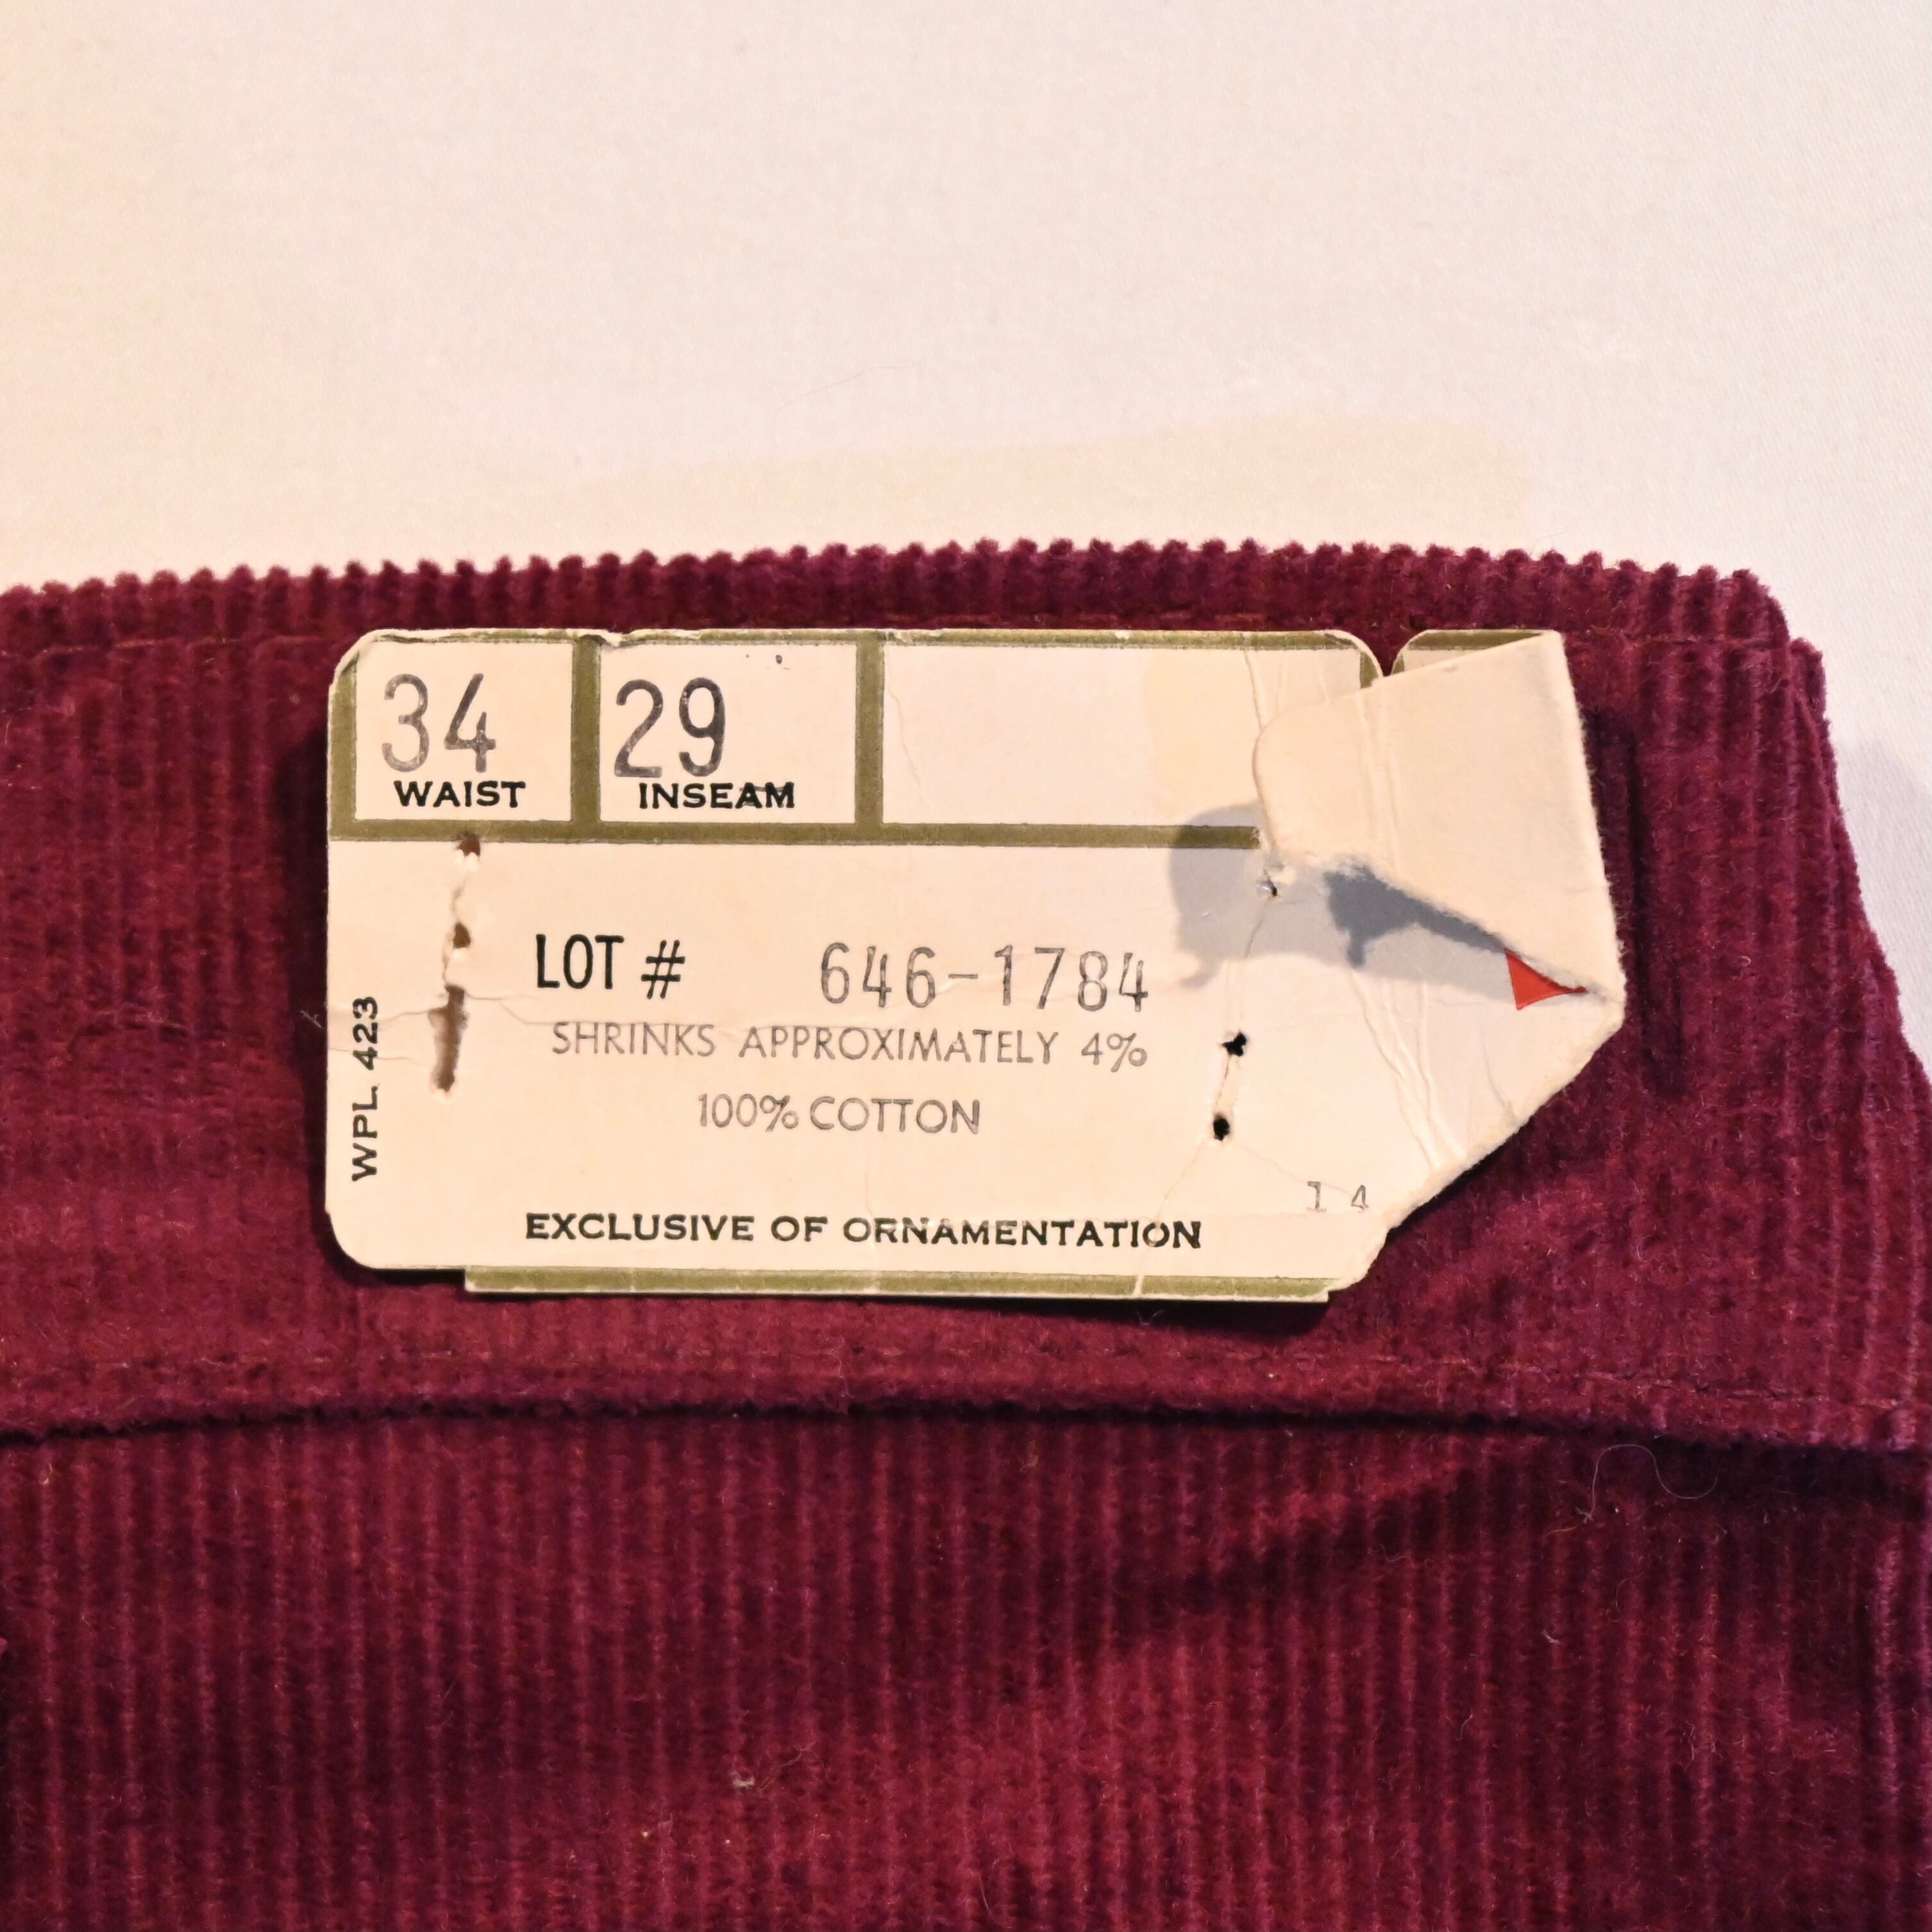 34 29
WAIST INSEAM
LOT # 646-1784
SHRINKS APPROXIMATELY 4%
100% COTTON
WPL 423
14
EXCLUSIVE OF ORNAMENTATION